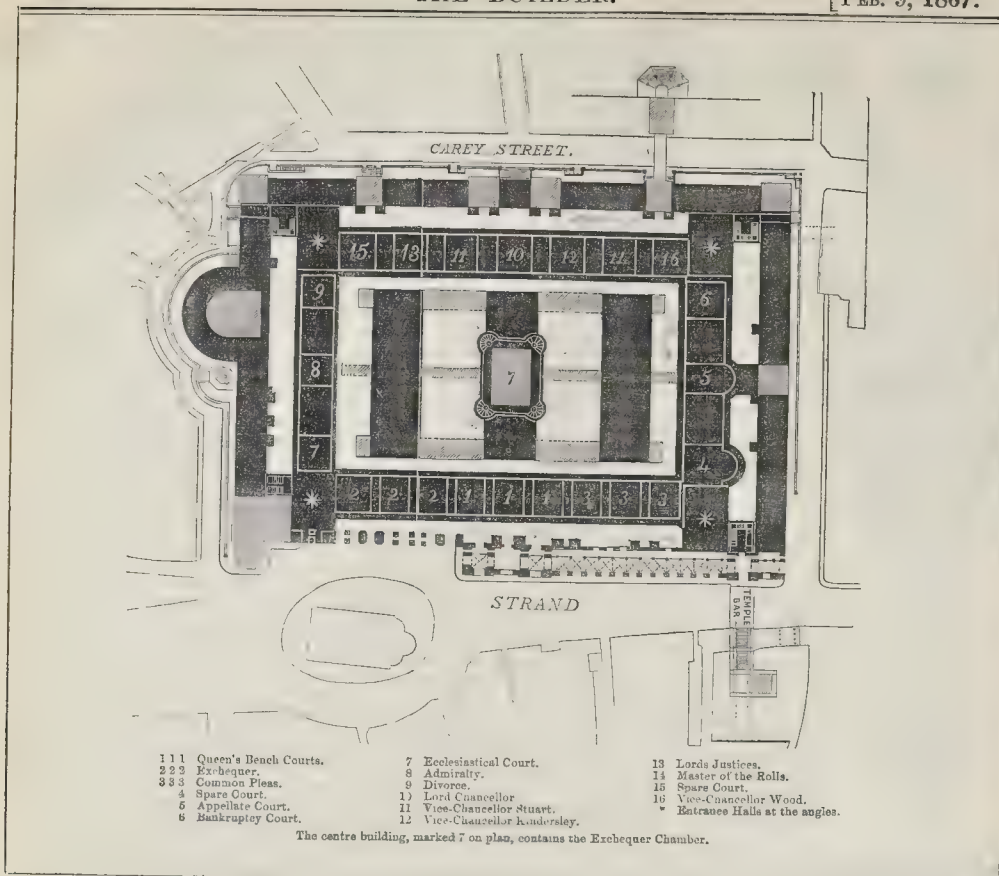 THE BUILDER.
[FEB. 9, 1867.
CAREY STREET.
15 13 11 10 12 14 16
9 6
8 7 5
7 4
2 2 2 1 1 1 3 3 3
STRAND
TEMPLE
BAR
1 1 1 Queen's Bench Courts.
2 2 2 Exchequer.
3 3 3 Common Pleas.
4 Spare Court.
5 Appellate Court.
6 Bankruptcy Court.
7 Ecclesiastical Court.
8 Admiralty.
9 Divorce.
10 Lord Chancellor
11 Vice-Chancellor Stuart.
12 Vice-Chancellor Kindersley.
13 Lords Justices.
14 Master of the Rolls.
15 Spare Court.
16 Vice-Chancellor Wood.
* Entrance Halls at the angles.
The centre building, marked 7 on plan, contains the Exchequer Chamber.